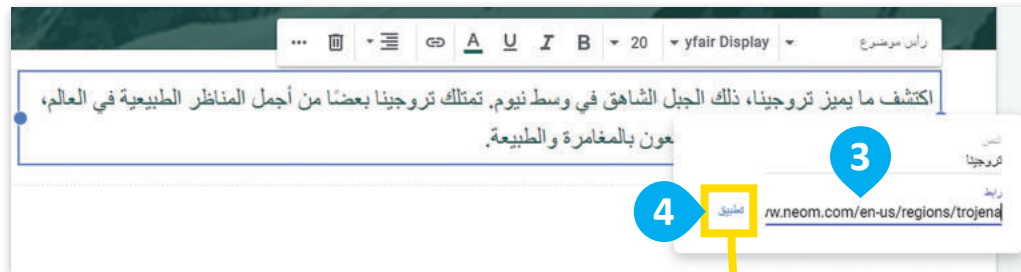 رأس موضوع yfair Display 20 B I U A
اكتشف ما يميز تروجينا، ذلك الجبل الشاهق في وسط نيوم. تمتلك تروجينا بعضًا من أجمل المناظر الطبيعية في العالم،
عون بالمغامرة والطبيعة.
النص
تروجينا
3
رابط
w.neom.com/en-us/regions/trojena
4
تطبيق